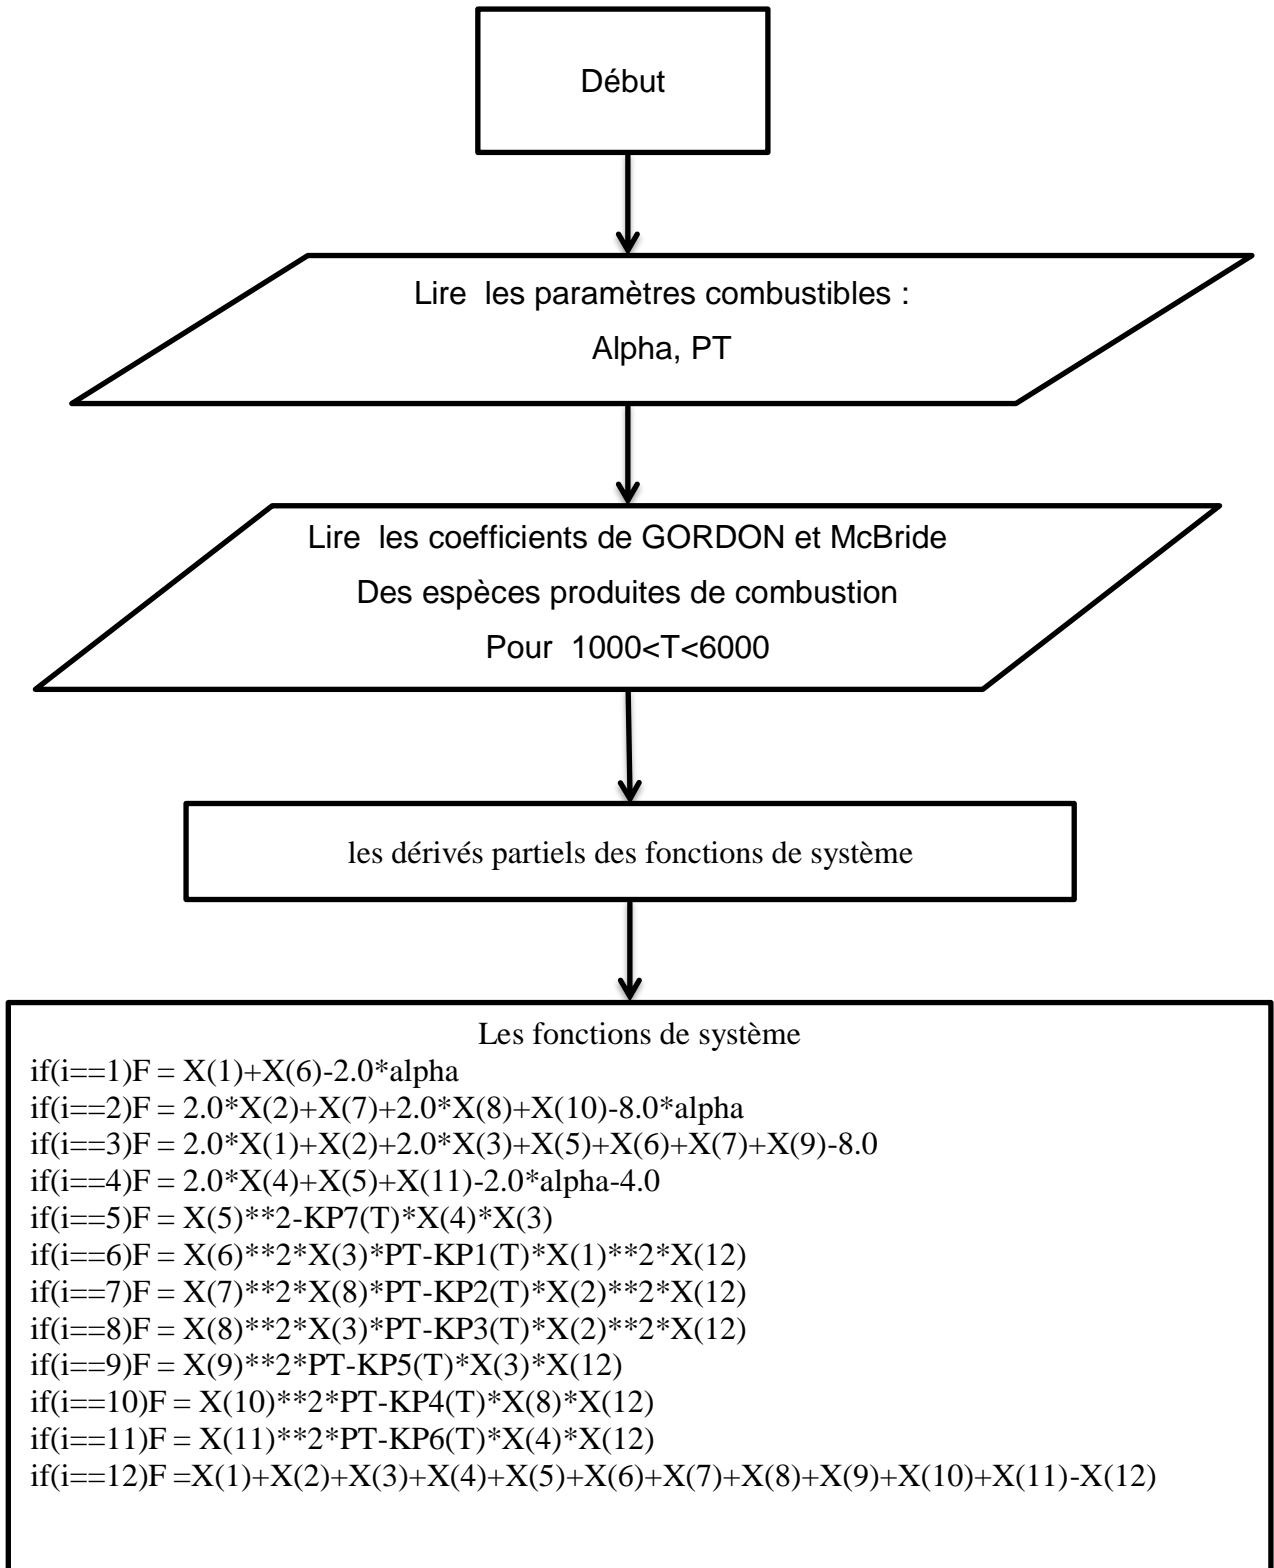 Début
Lire les paramètres combustibles :
Alpha, PT
Lire les coefficients de GORDON et McBride
Des espèces produites de combustion
Pour 1000<T<6000
les dérivés partiels des fonctions de système
Les fonctions de système
if(i==1)F = X(1)+X(6)-2.0*alpha
if(i==2)F = 2.0*X(2)+X(7)+2.0*X(8)+X(10)-8.0*alpha
if(i==3)F = 2.0*X(1)+X(2)+2.0*X(3)+X(5)+X(6)+X(7)+X(9)-8.0
if(i==4)F = 2.0*X(4)+X(5)+X(11)-2.0*alpha-4.0
if(i==5)F = X(5)**2-KP7(T)*X(4)*X(3)
if(i==6)F = X(6)**2*X(3)*PT-KP1(T)*X(1)**2*X(12)
if(i==7)F = X(7)**2*X(8)*PT-KP2(T)*X(2)**2*X(12)
if(i==8)F = X(8)**2*X(3)*PT-KP3(T)*X(2)**2*X(12)
if(i==9)F = X(9)**2*PT-KP5(T)*X(3)*X(12)
if(i==10)F = X(10)**2*PT-KP4(T)*X(8)*X(12)
if(i==11)F = X(11)**2*PT-KP6(T)*X(4)*X(12)
if(i==12)F =X(1)+X(2)+X(3)+X(4)+X(5)+X(6)+X(7)+X(8)+X(9)+X(10)+X(11)-X(12)